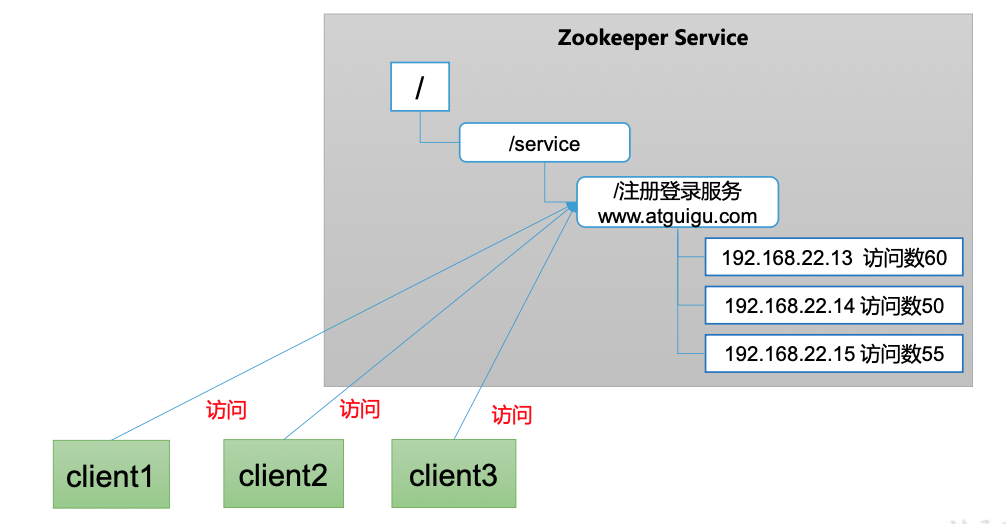 Zookeeper Service
/
/service
/注册登录服务
www.atguigu.com
192.168.22.13 访问数60
192.168.22.14 访问数50
192.168.22.15 访问数55
访问
访问
访问
client1
client2
client3